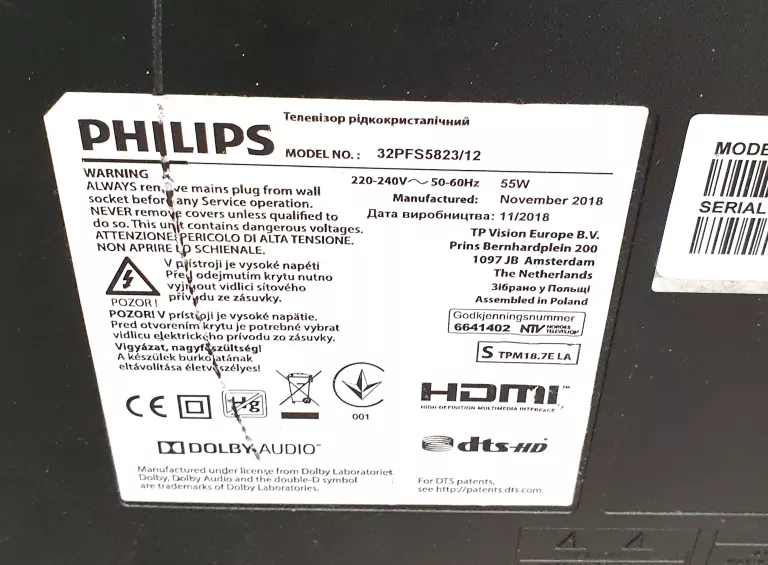 Телевізор рідкокристалічний
PHILIPS
MODEL NO.: 32PFS5823/12
WARNING
ALWAYS remove mains plug from wall
socket before any Service operation.
NEVER remove covers unless qualified to
do so. This unit contains dangerous voltages.
ATTENZIONE: PERICOLO DI ALTA TENSIONE.
NON APRIRE LO SCHIENALE.
V přístroji je vysoké napětí
Před odejmutím krytu nutno
vyjmout vidlici síťového
přívodu ze zásuvky.
POZOR!
POZOR! V prístroji je vysoké napätie.
Pred otvorením krytu je potrebné vybrat
vidlicu elektrického prívodu zo zásuvky.
Vigyázat, nagyfeszültség!
A készülek burkolatának
eltávolítása életveszélyes!
220-240V~ 50-60Hz 55W
Manufactured: November 2018
Дата виробництва: 11/2018
TP Vision Europe B.V.
Prins Bernhardplein 200
1097 JB Amsterdam
The Netherlands
Зібрано у Польщі
Assembled in Poland
Godkjenningsnummer
6641402 NTV NORGES TELEVISJON
S TPM18.7E LA
CE
Hg
001
HDMI™
HIGH-DEFINITION MULTIMEDIA INTERFACE
DOLBY AUDIO™
dts-HD
Manufactured under license from Dolby Laboratories.
Dolby, Dolby Audio and the double-D symbol
are trademarks of Dolby Laboratories.
For DTS patents,
see http://patents.dts.com.
MODE
SERIAL